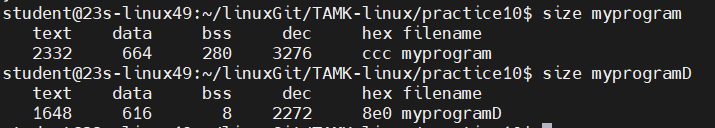 student@23s-linux49:~/linuxGit/TAMK-linux/practice10$ size myprogram
   text    data     bss     dec     hex filename
   2332     664     280    3276     ccc myprogram
student@23s-linux49:~/linuxGit/TAMK-linux/practice10$ size myprogramD
   text    data     bss     dec     hex filename
   1648     616       8    2272     8e0 myprogramD